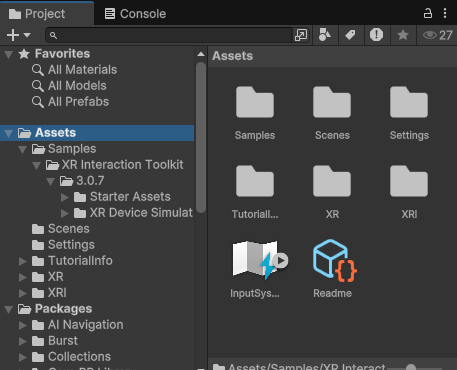 Project
Console
27
Favorites
All Materials
All Models
All Prefabs
Assets
Samples
XR Interaction Toolkit
3.0.7
Starter Assets
XR Device Simulat
Scenes
Settings
TutorialInfo
XR
XRI
Packages
AI Navigation
Burst
Collections
Assets
Samples
Scenes
Settings
TutorialI...
XR
XRI
InputSys...
Readme
Assets/Samples/XR Interact